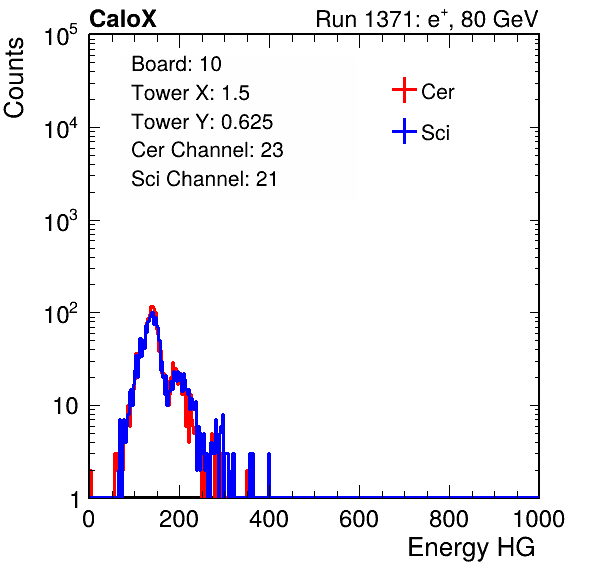 CaloX Run 1371: e⁺, 80 GeV
Counts
Board: 10
Tower X: 1.5
Tower Y: 0.625
Cer Channel: 23
Sci Channel: 21
Cer
Sci
10⁵
10⁴
10³
10²
10
1
0 200 400 600 800 1000
Energy HG